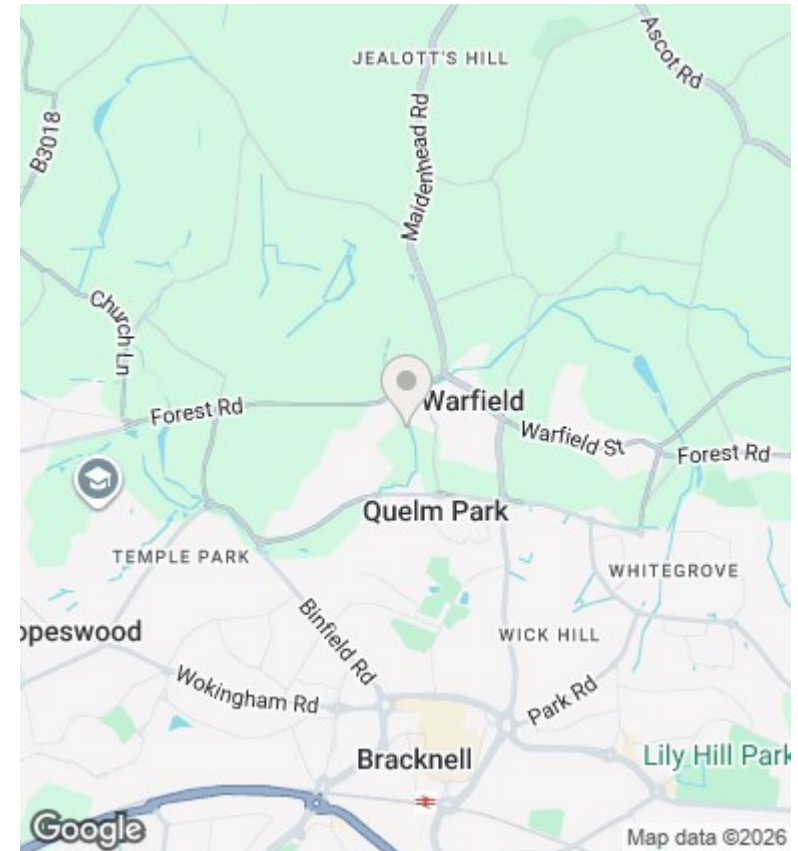 JEALOTT'S HILL
Ascot Rd
B3018
Maidenhead Rd
Church Ln
Forest Rd
Warfield
Warfield St
Forest Rd
Quelm Park
TEMPLE PARK
WHITEGROVE
opeswood
Binfield Rd
WICK HILL
Wokingham Rd
Park Rd
Bracknell
Lily Hill Park
Google
Map data ©2026